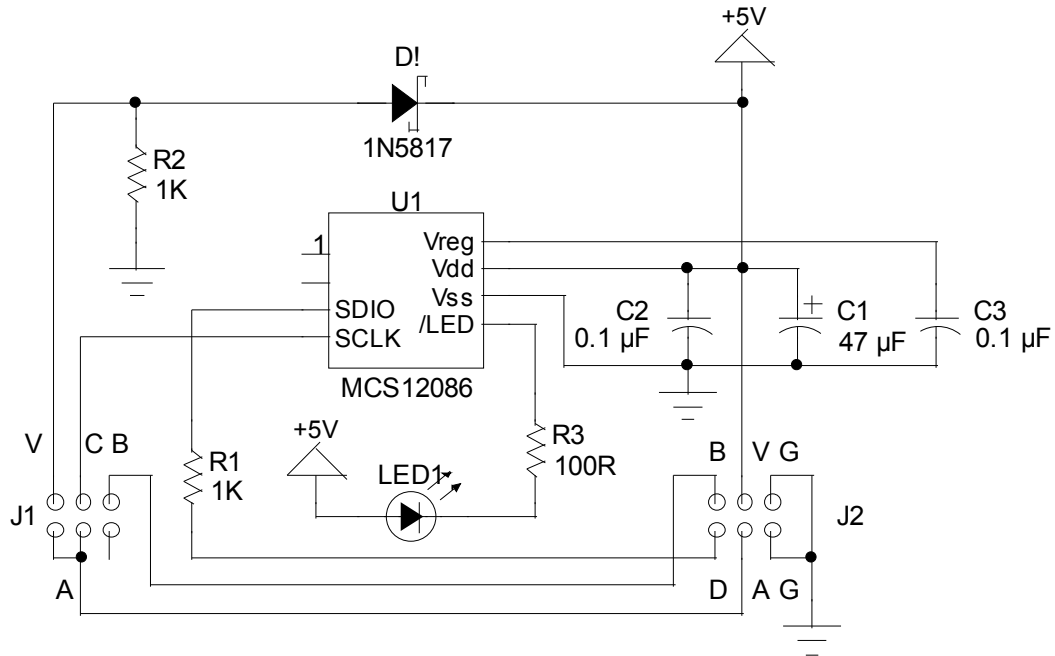 +5V
D!
1N5817
R2
1K
U1
1
Vreg
Vdd
Vss
/LED
SDIO
SCLK
MCS12086
C2
0.1 µF
+
C1
47 µF
C3
0.1 µF
+5V
R3
100R
LED1
R1
1K
V C B
J1
A
B V G
J2
D A G